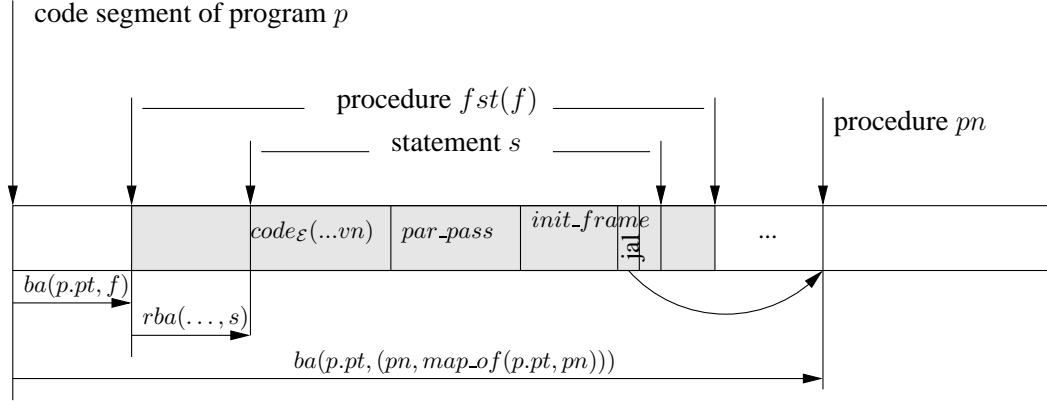 code segment of program p
procedure fst(f)
procedure pn
statement s
code_ℰ(...vn)
par_pass
init_frame
jal
...
ba(p.pt, f)
rba(..., s)
ba(p.pt, (pn, map_of(p.pt, pn)))